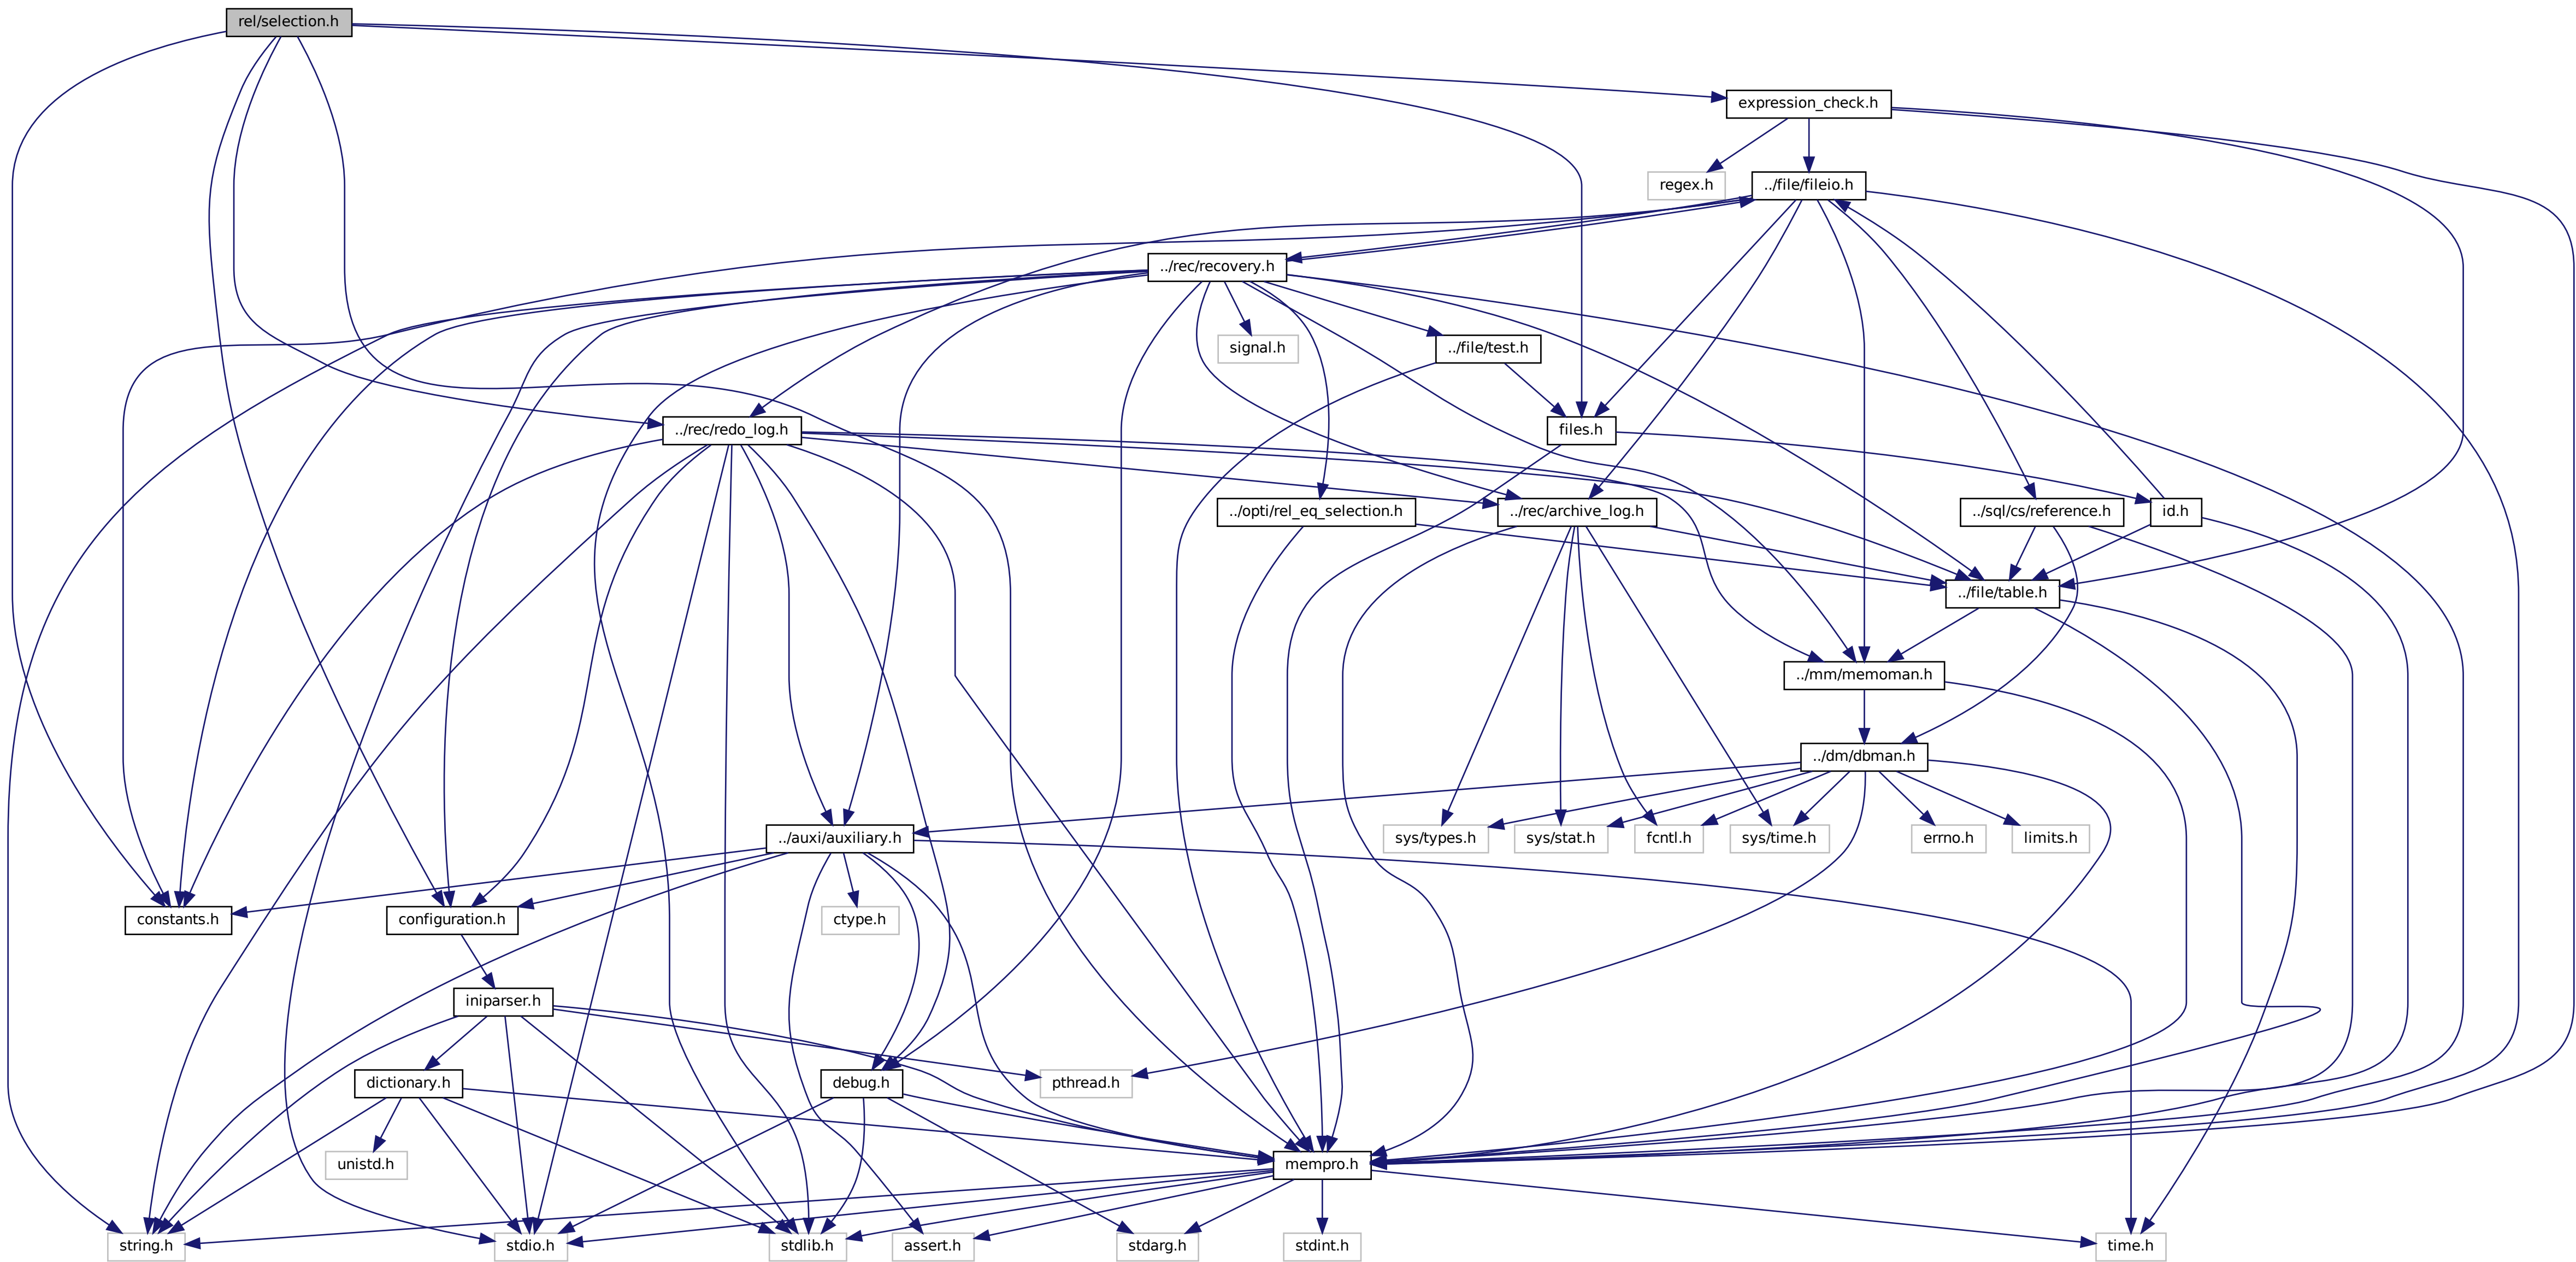 rel/selection.h
expression_check.h
regex.h
../file/fileio.h
../rec/recovery.h
signal.h
../file/test.h
../rec/redo_log.h
files.h
../opti/rel_eq_selection.h
../rec/archive_log.h
../sql/cs/reference.h
id.h
../file/table.h
../mm/memoman.h
../dm/dbman.h
../auxi/auxiliary.h
sys/types.h
sys/stat.h
fcntl.h
sys/time.h
errno.h
limits.h
constants.h
configuration.h
ctype.h
iniparser.h
dictionary.h
debug.h
pthread.h
unistd.h
mempro.h
string.h
stdio.h
stdlib.h
assert.h
stdarg.h
stdint.h
time.h